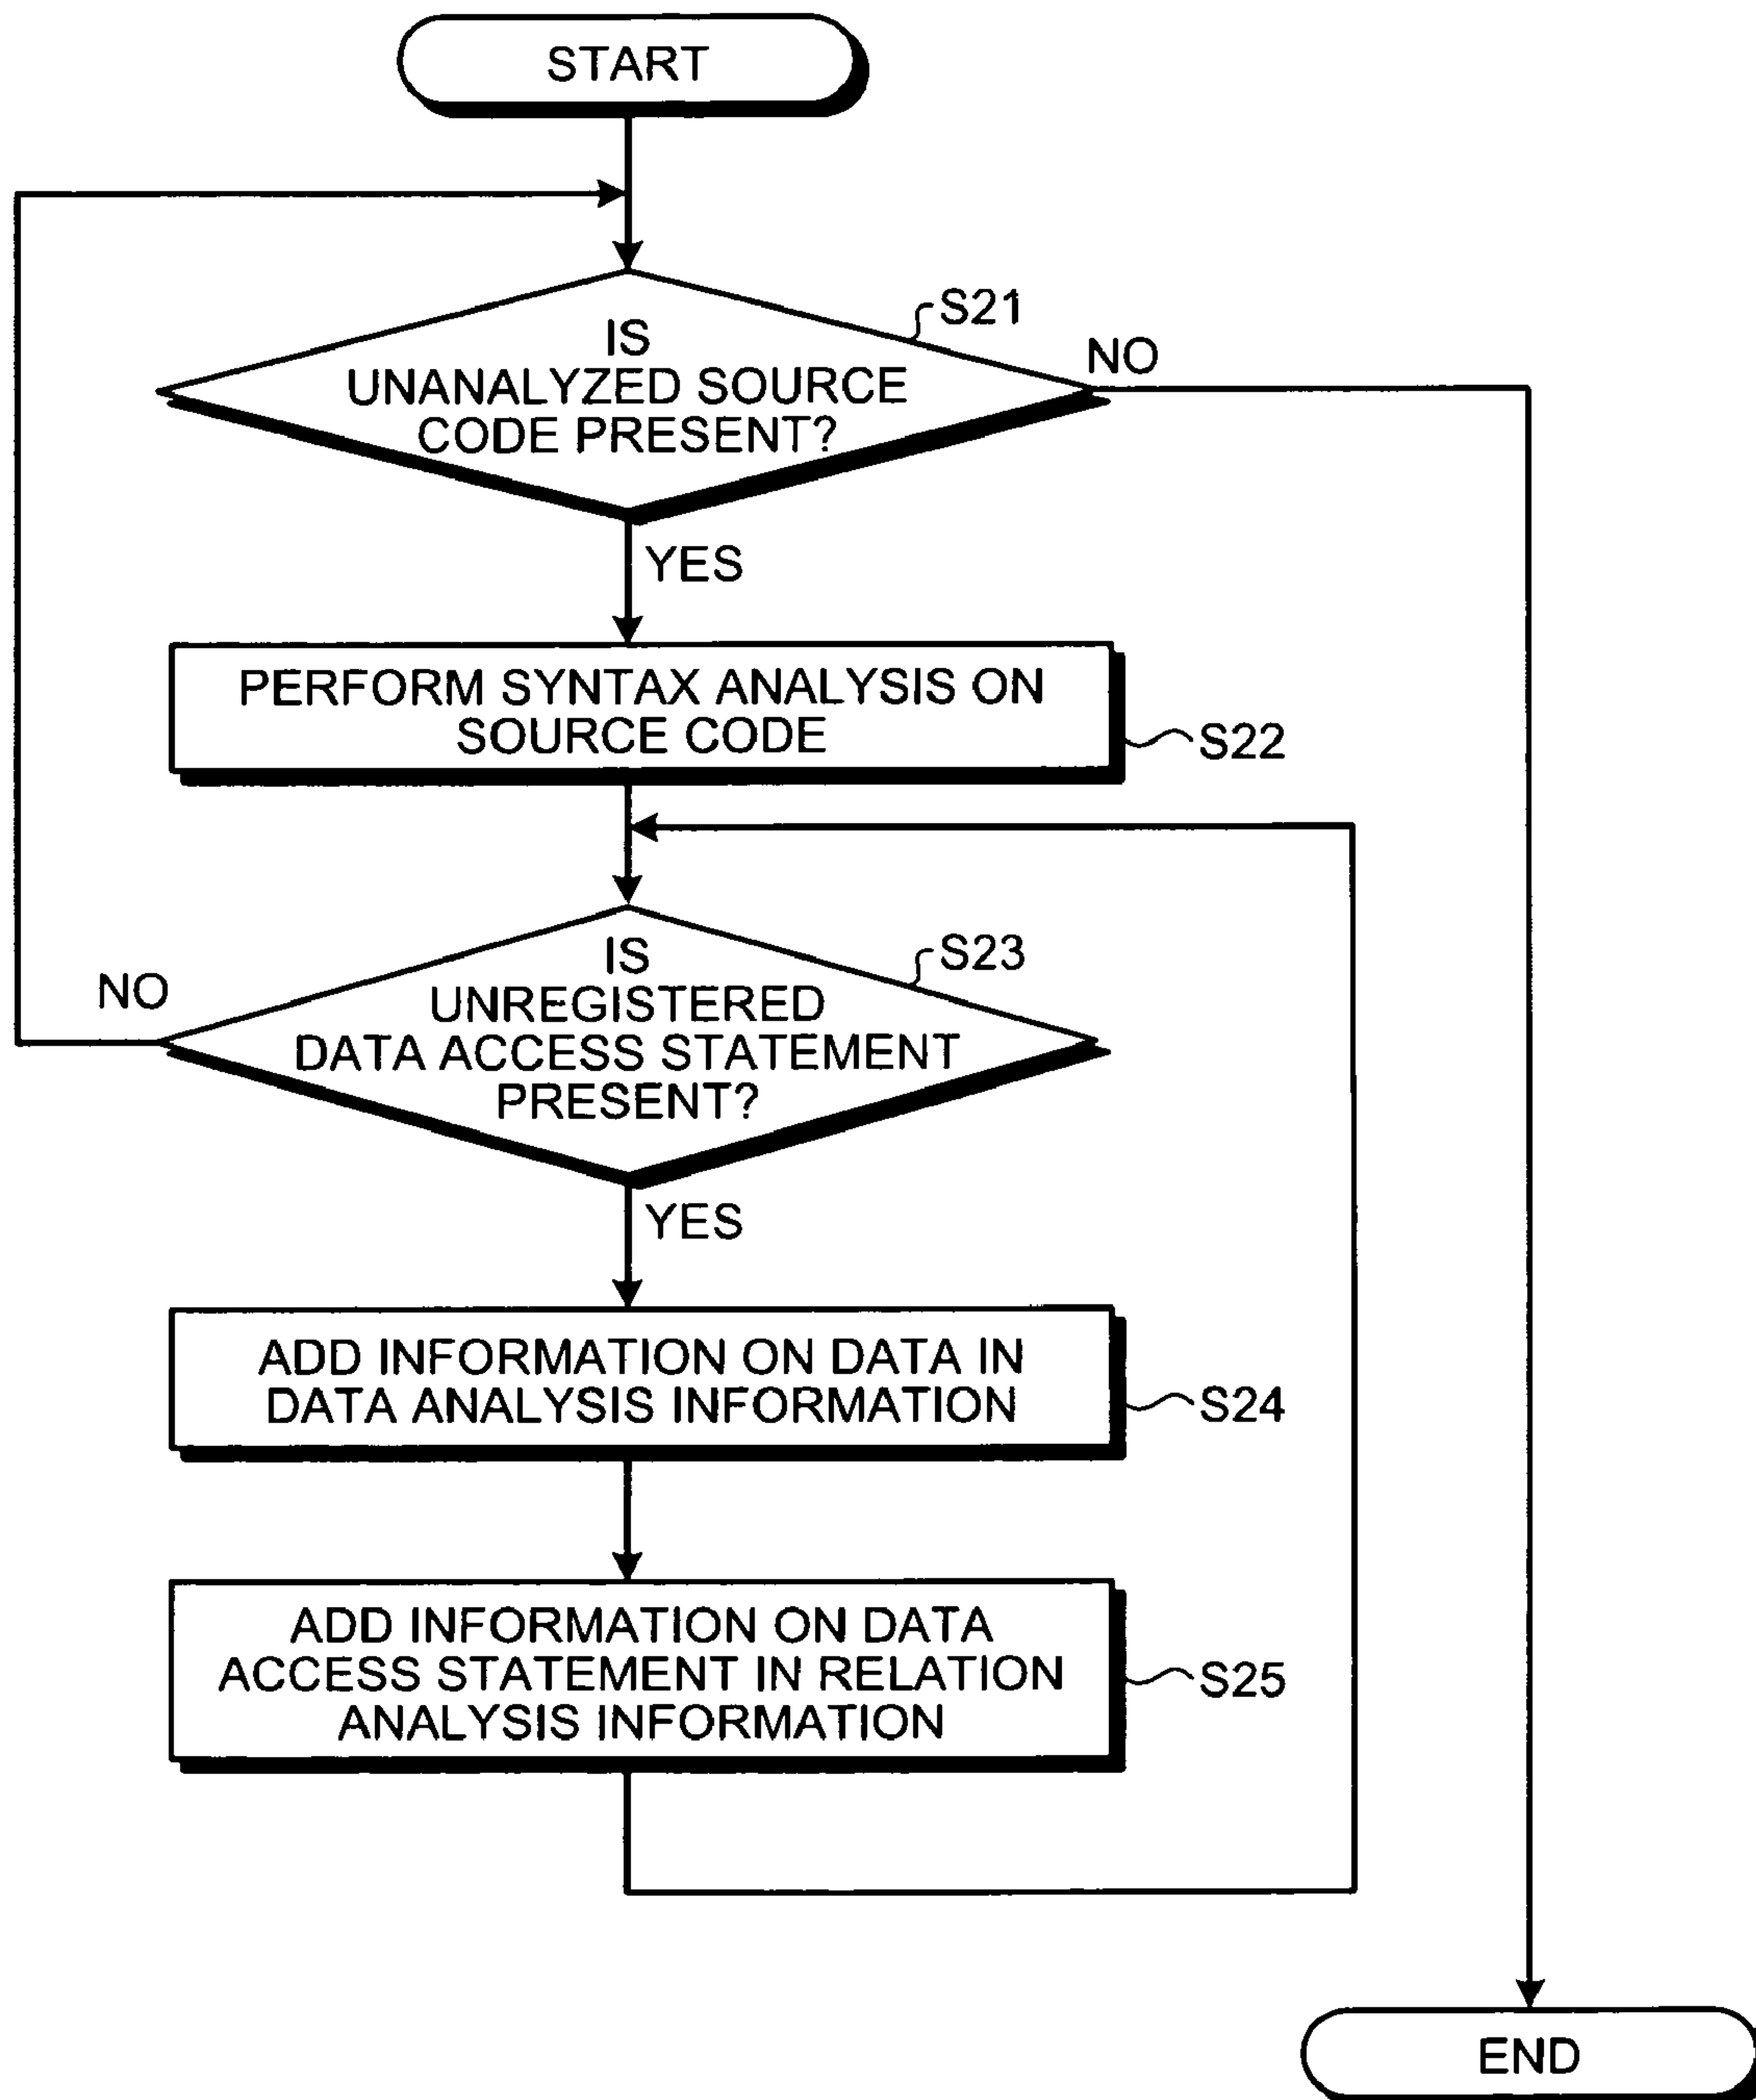 START
S21
IS
UNANALYZED SOURCE
CODE PRESENT?
NO
YES
PERFORM SYNTAX ANALYSIS ON
SOURCE CODE
S22
IS
UNREGISTERED
DATA ACCESS STATEMENT
PRESENT?
S23
NO
YES
ADD INFORMATION ON DATA IN
DATA ANALYSIS INFORMATION
S24
ADD INFORMATION ON DATA
ACCESS STATEMENT IN RELATION
ANALYSIS INFORMATION
S25
END